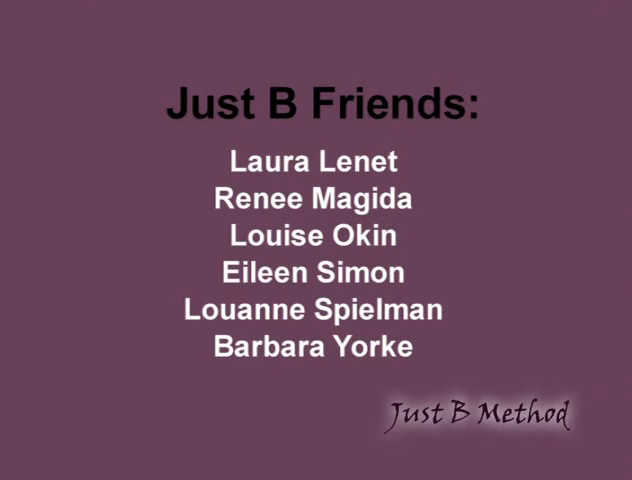 Just B Friends:
Laura Lenet
Renee Magida
Louise Okin
Eileen Simon
Louanne Spielman
Barbara Yorke
Just B Method